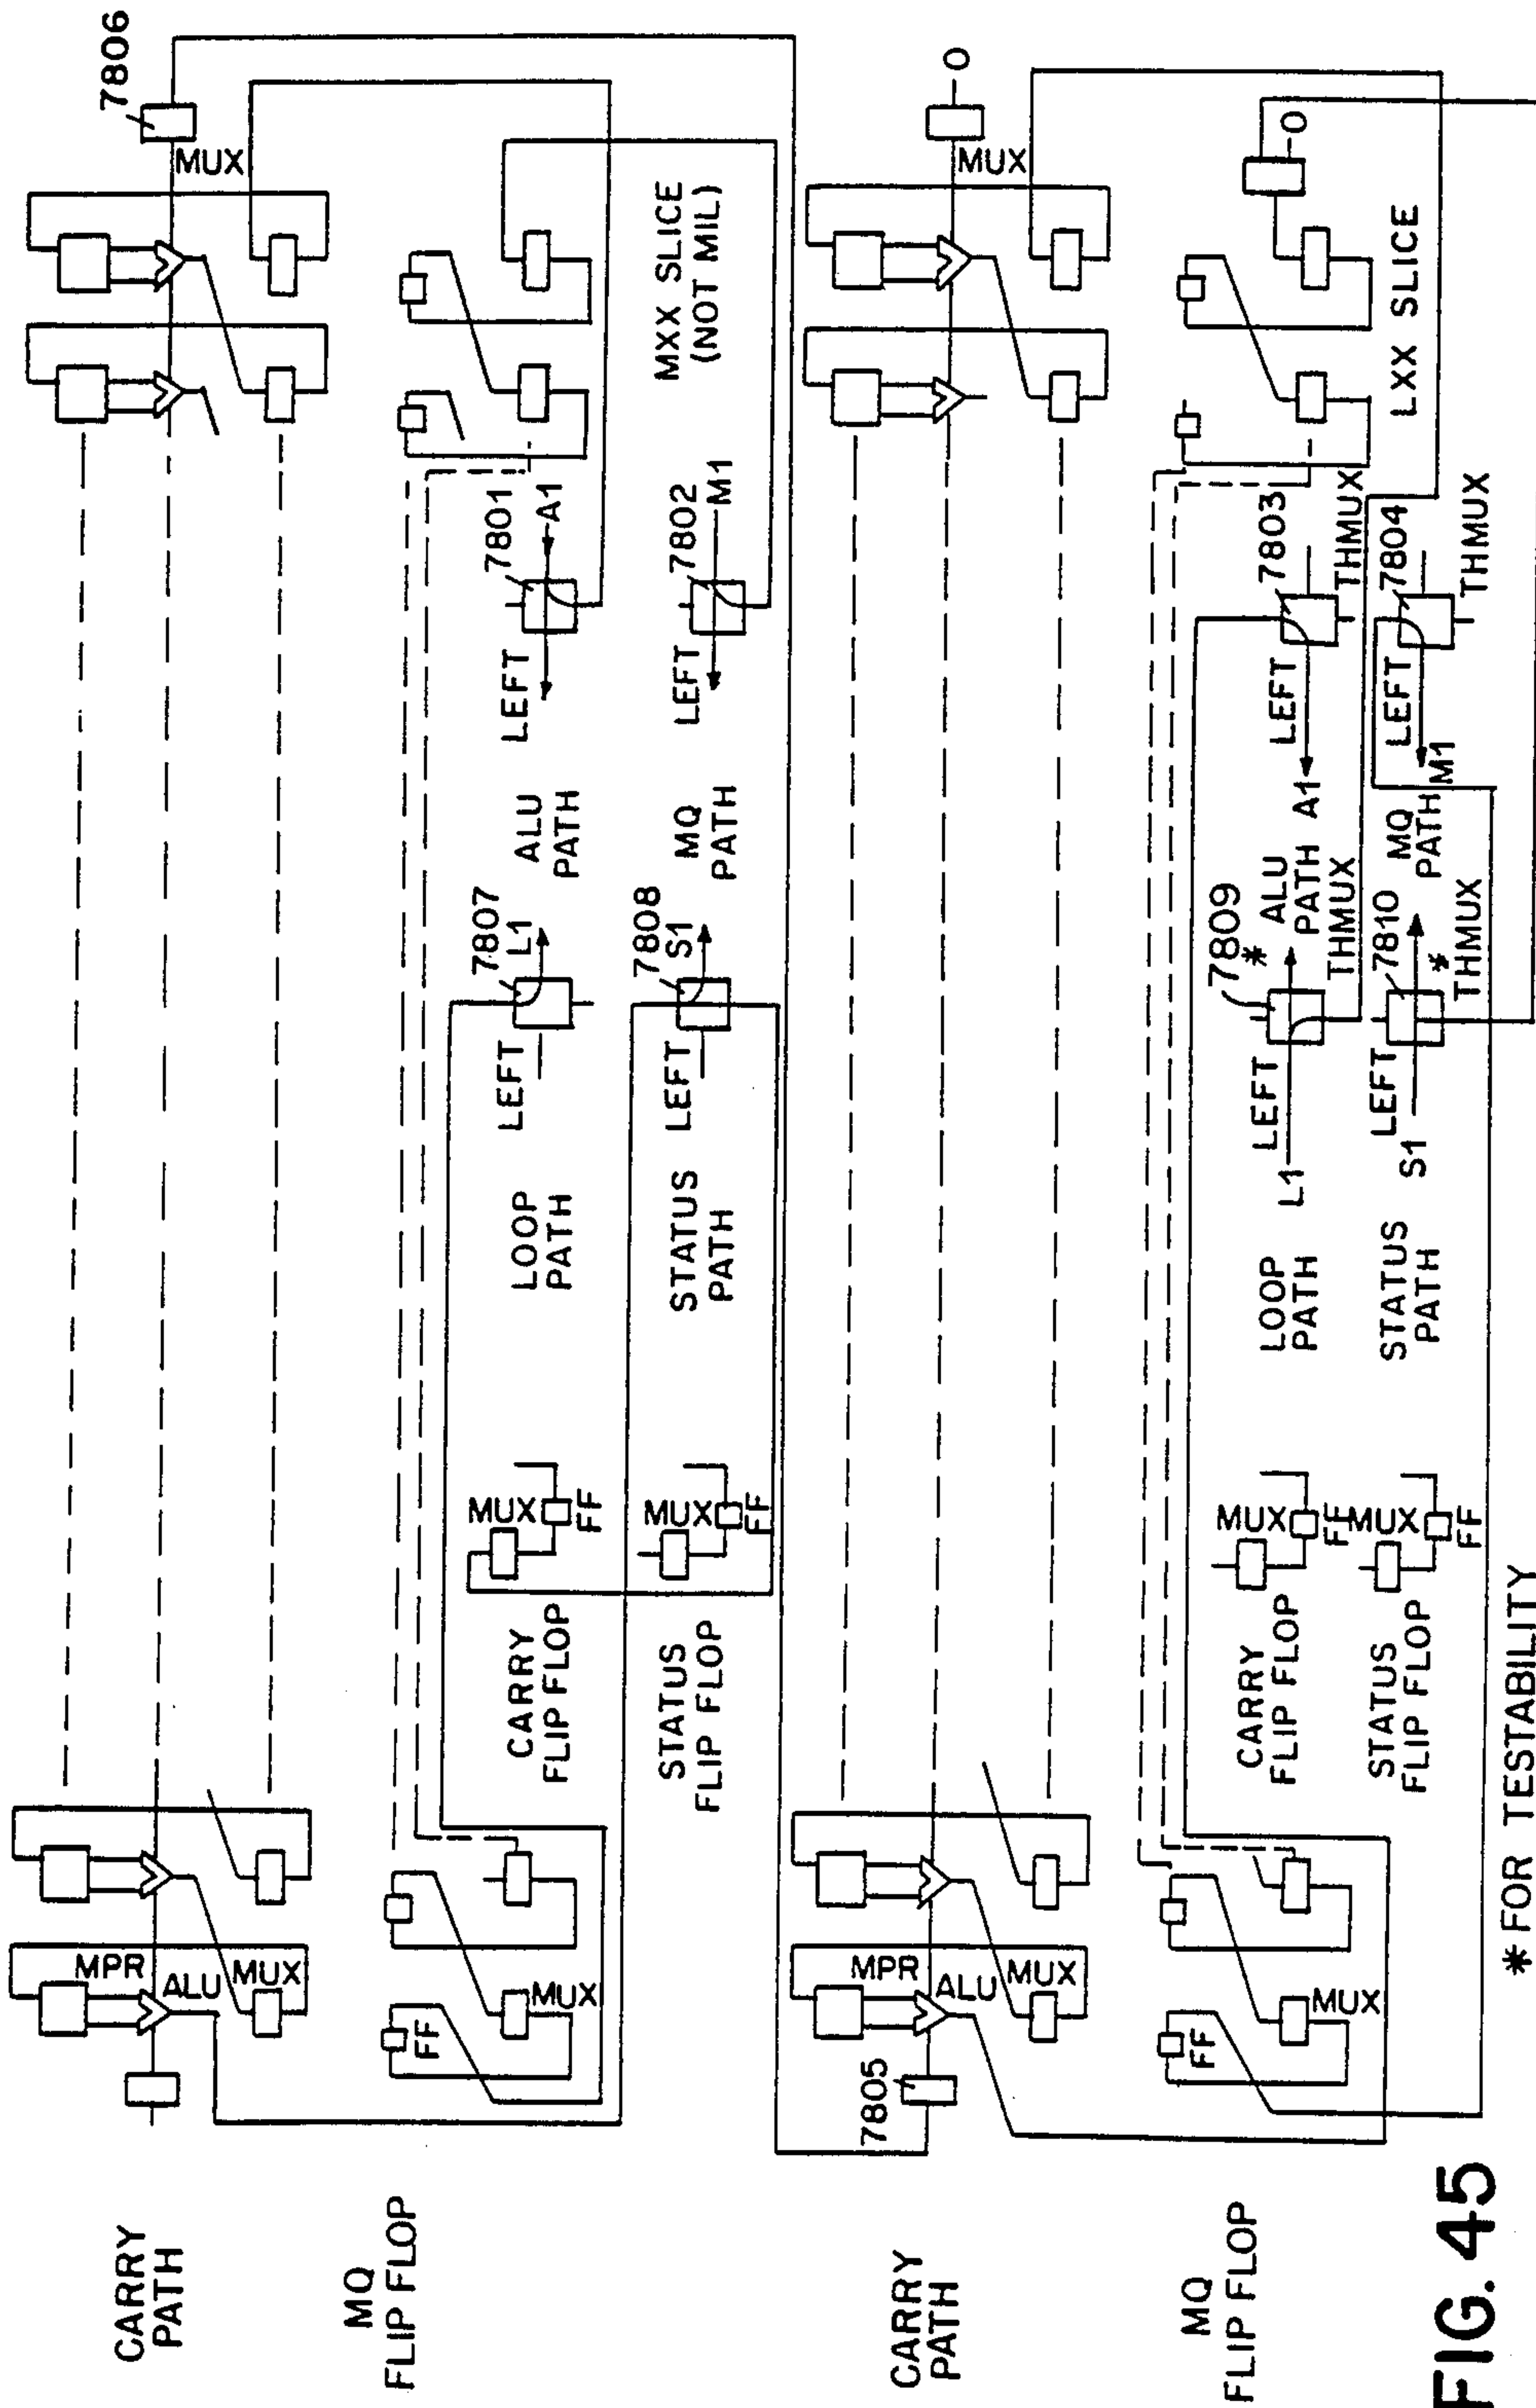 7806
MUX
CARRY
PATH
MPR
ALU
MUX
MQ
FLIP FLOP
FF
MUX
CARRY
FLIP FLOP
MUX
FF
LOOP
PATH
LEFT
7807
L1
ALU
PATH
LEFT
7801
A1
STATUS
FLIP FLOP
MUX
FF
STATUS
PATH
LEFT
7808
S1
MQ
PATH
LEFT
7802
M1
MXX SLICE
(NOT MIL)
CARRY
PATH
7805
MPR
ALU
MUX
MUX
0
MQ
FLIP FLOP
FF
MUX
CARRY
FLIP FLOP
MUX
FF
LOOP
PATH
L1
LEFT
7809
*
THMUX
ALU
PATH
A1
LEFT
7803
THMUX
0
STATUS
FLIP FLOP
MUX
FF
STATUS
PATH
S1
LEFT
7810
*
THMUX
MQ
PATH
M1
LEFT
7804
THMUX
LXX SLICE
* FOR TESTABILITY
FIG. 45